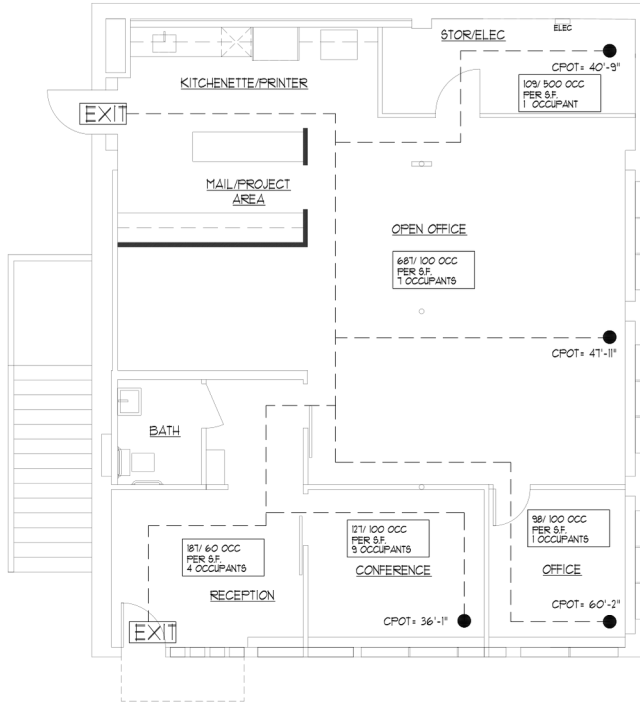 STOR/ELEC
ELEC
CPOT= 40'-9"
109/ 500 OCC
PER S.F.
1 OCCUPANT
KITCHENETTE/PRINTER
EXIT
MAIL/PROJECT
AREA
OPEN OFFICE
687/ 100 OCC
PER S.F.
7 OCCUPANTS
CPOT= 47'-11"
BATH
187/ 60 OCC
PER S.F.
4 OCCUPANTS
RECEPTION
EXIT
127/ 100 OCC
PER S.F.
9 OCCUPANTS
CONFERENCE
CPOT= 36'-1"
98/ 100 OCC
PER S.F.
1 OCCUPANTS
OFFICE
CPOT= 60'-2"